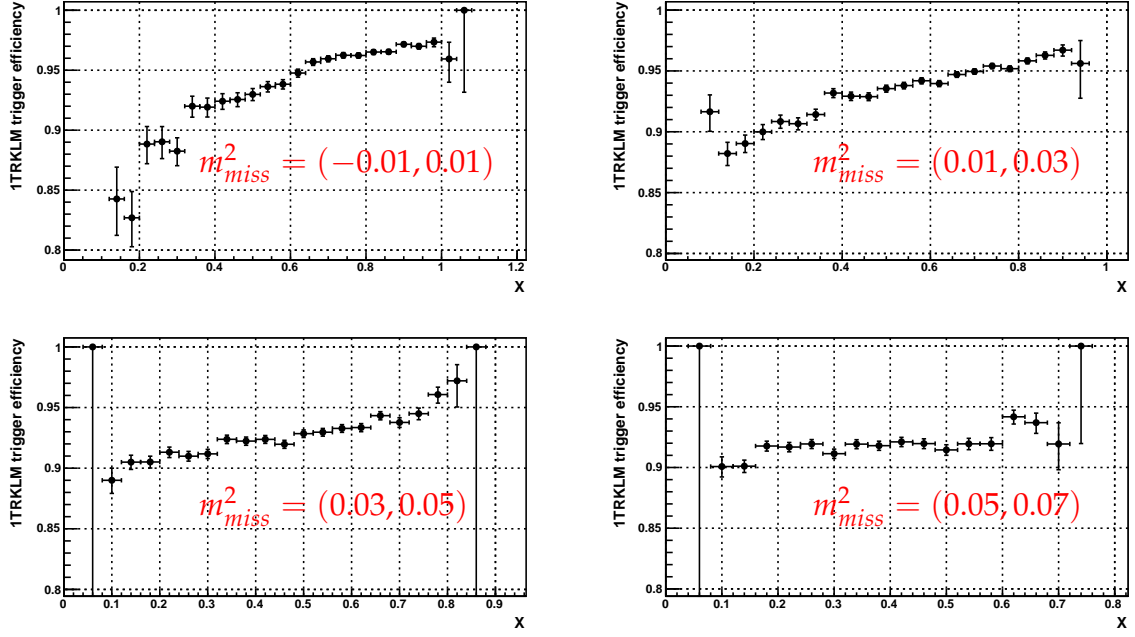 1TRKLM trigger efficiency
1
0.95
0.9
0.85
0.8
m²miss = (−0.01, 0.01)
0 0.2 0.4 0.6 0.8 1 1.2
X
1TRKLM trigger efficiency
1
0.95
0.9
0.85
0.8
m²miss = (0.01, 0.03)
0 0.2 0.4 0.6 0.8 1
X
1TRKLM trigger efficiency
1
0.95
0.9
0.85
0.8
m²miss = (0.03, 0.05)
0 0.1 0.2 0.3 0.4 0.5 0.6 0.7 0.8 0.9
X
1TRKLM trigger efficiency
1
0.95
0.9
0.85
0.8
m²miss = (0.05, 0.07)
0 0.1 0.2 0.3 0.4 0.5 0.6 0.7 0.8
X